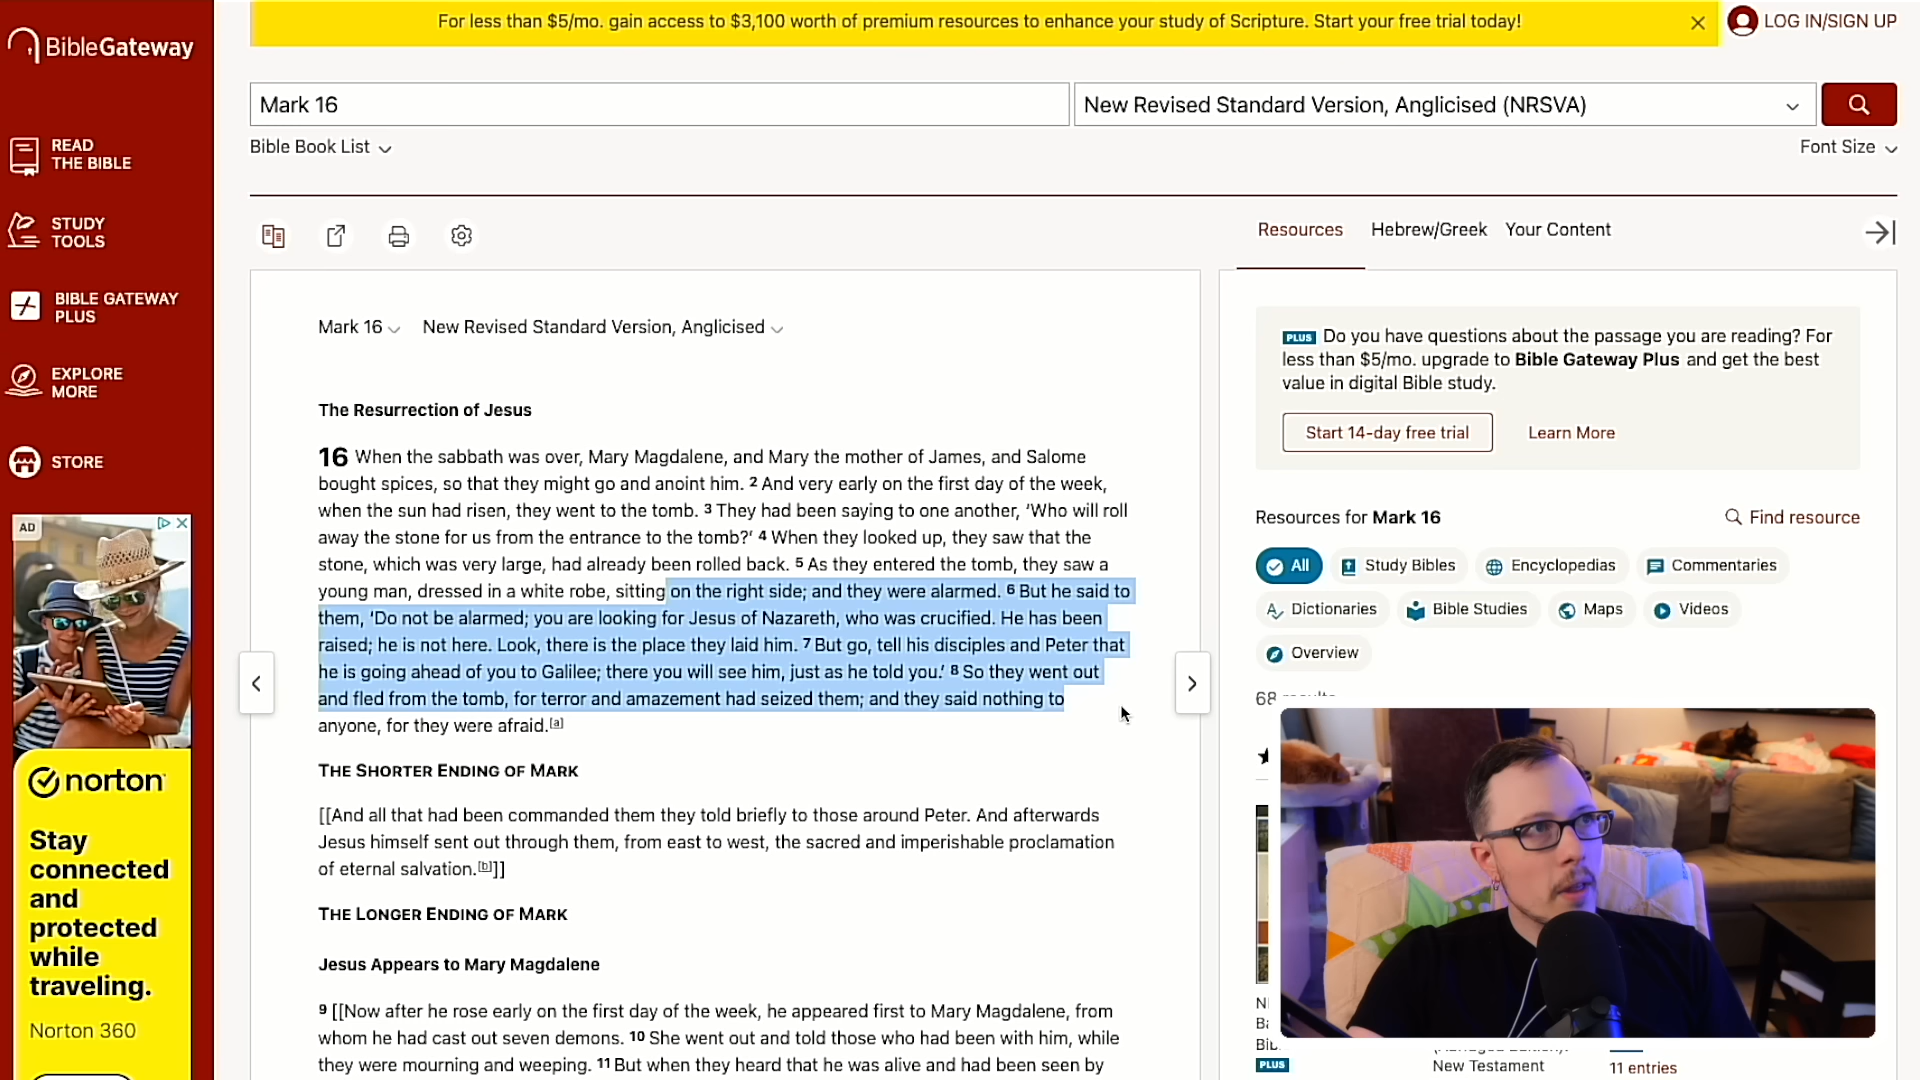 For less than $5/mo. gain access to $3,100 worth of premium resources to enhance your study of Scripture. Start your free trial today!
LOG IN/SIGN UP
BibleGateway
Mark 16
New Revised Standard Version, Anglicised (NRSVA)
Bible Book List
Font Size
READ
THE BIBLE
STUDY
TOOLS
BIBLE GATEWAY
PLUS
EXPLORE
MORE
STORE
AD
norton
Stay
connected
and
protected
while
traveling.
Norton 360
Mark 16
New Revised Standard Version, Anglicised
The Resurrection of Jesus
16 When the sabbath was over, Mary Magdalene, and Mary the mother of James, and Salome
bought spices, so that they might go and anoint him. 2 And very early on the first day of the week,
when the sun had risen, they went to the tomb. 3 They had been saying to one another, ‘Who will roll
away the stone for us from the entrance to the tomb?’ 4 When they looked up, they saw that the
stone, which was very large, had already been rolled back. 5 As they entered the tomb, they saw a
young man, dressed in a white robe, sitting on the right side; and they were alarmed. 6 But he said to
them, ‘Do not be alarmed; you are looking for Jesus of Nazareth, who was crucified. He has been
raised; he is not here. Look, there is the place they laid him. 7 But go, tell his disciples and Peter that
he is going ahead of you to Galilee; there you will see him, just as he told you.’ 8 So they went out
and fled from the tomb, for terror and amazement had seized them; and they said nothing to
anyone, for they were afraid.[a]
THE SHORTER ENDING OF MARK
[[And all that had been commanded them they told briefly to those around Peter. And afterwards
Jesus himself sent out through them, from east to west, the sacred and imperishable proclamation
of eternal salvation.[b]]]
THE LONGER ENDING OF MARK
Jesus Appears to Mary Magdalene
9 [[Now after he rose early on the first day of the week, he appeared first to Mary Magdalene, from
whom he had cast out seven demons. 10 She went out and told those who had been with him, while
they were mourning and weeping. 11 But when they heard that he was alive and had been seen by
Resources
Hebrew/Greek
Your Content
PLUS Do you have questions about the passage you are reading? For
less than $5/mo. upgrade to Bible Gateway Plus and get the best
value in digital Bible study.
Start 14-day free trial
Learn More
Resources for Mark 16
Find resource
All
Study Bibles
Encyclopedias
Commentaries
Dictionaries
Bible Studies
Maps
Videos
Overview
PLUS
New Testament
11 entries